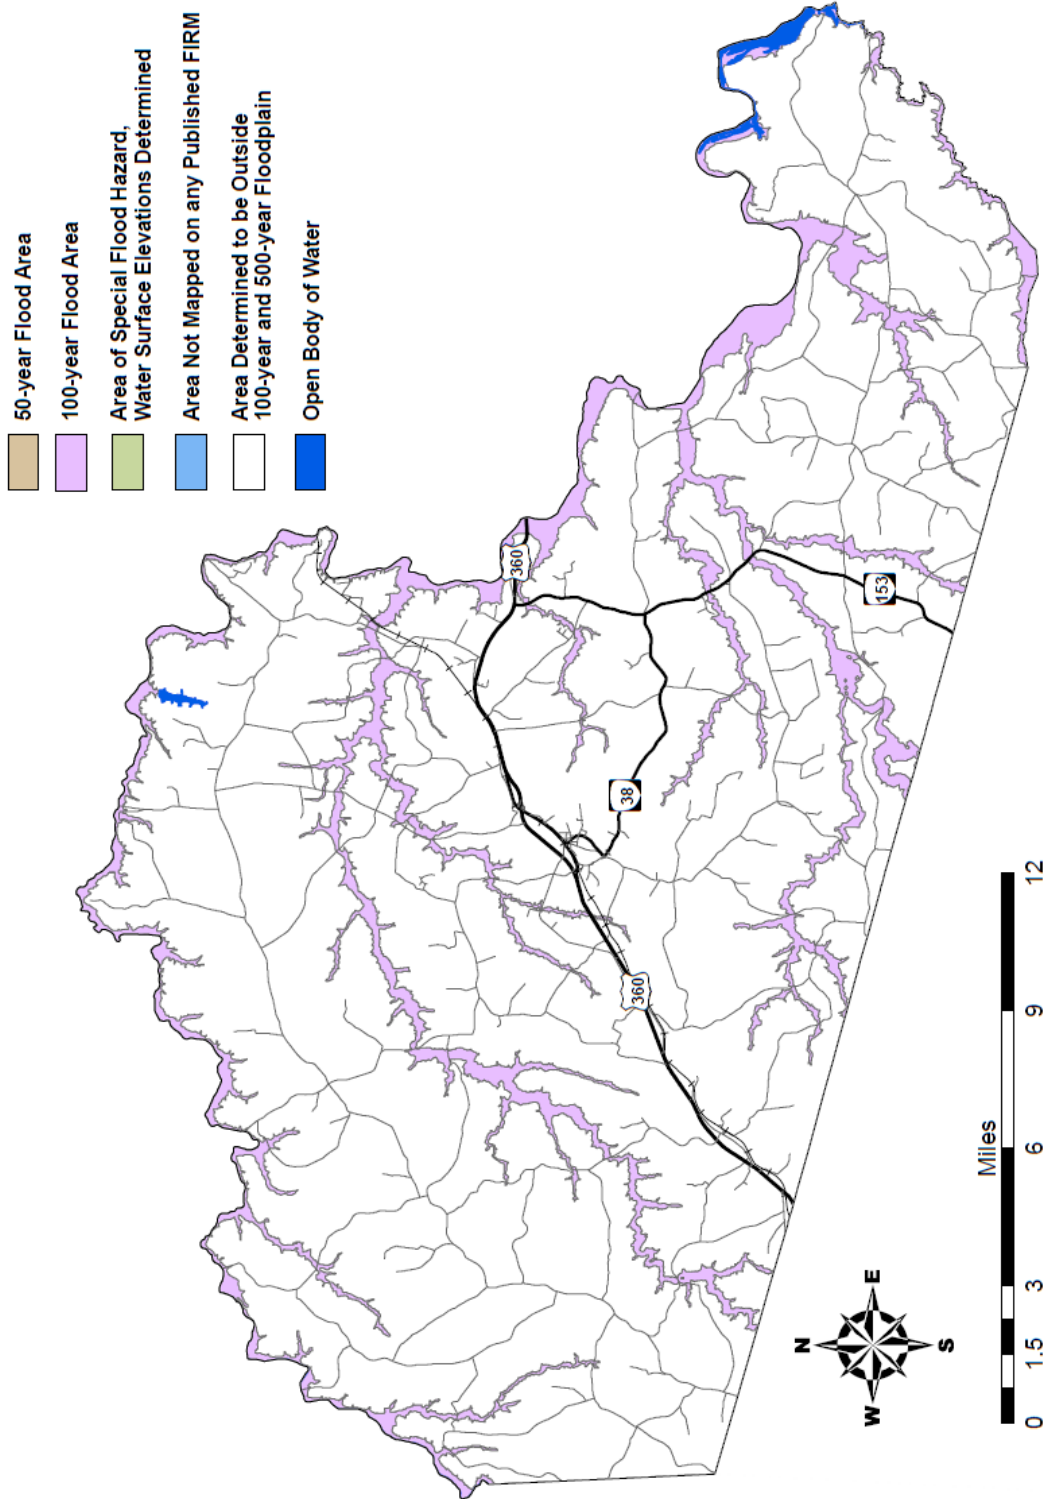 50-year Flood Area
100-year Flood Area
Area of Special Flood Hazard,
Water Surface Elevations Determined
Area Not Mapped on any Published FIRM
Area Determined to be Outside
100-year and 500-year Floodplain
Open Body of Water
360
153
38
360
N
W E
S
Miles
0 1.5 3 6 9 12